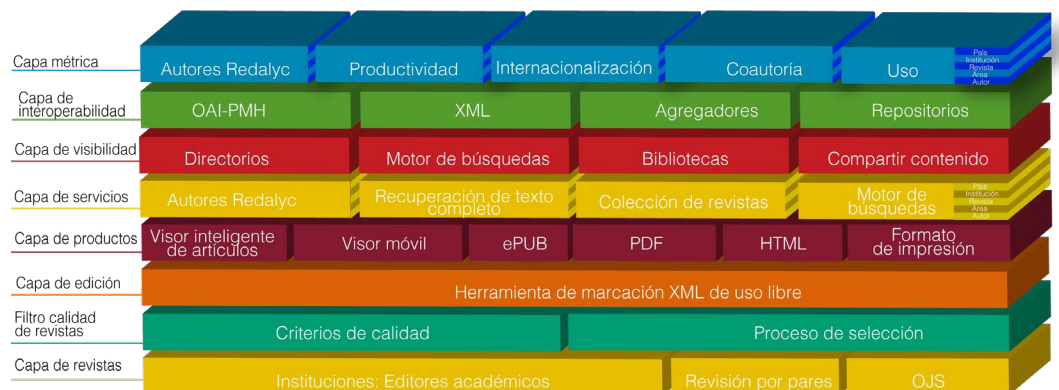 Capa métrica
Autores Redalyc
Productividad
Internacionalización
Coautoría
Uso
País
Institución
Revista
Área
Autor
Capa de
interoperabilidad
OAI-PMH
XML
Agregadores
Repositorios
Capa de visibilidad
Directorios
Motor de búsquedas
Bibliotecas
Compartir contenido
Capa de servicios
Autores Redalyc
Recuperación de texto
completo
Colección de revistas
Motor de
búsquedas
País
Institución
Revista
Área
Autor
Capa de productos
Visor inteligente
de artículos
Visor móvil
ePUB
PDF
HTML
Formato
de impresión
Capa de edición
Herramienta de marcación XML de uso libre
Filtro calidad
de revistas
Criterios de calidad
Proceso de selección
Capa de revistas
Instituciones: Editores académicos
Revisión por pares
OJS